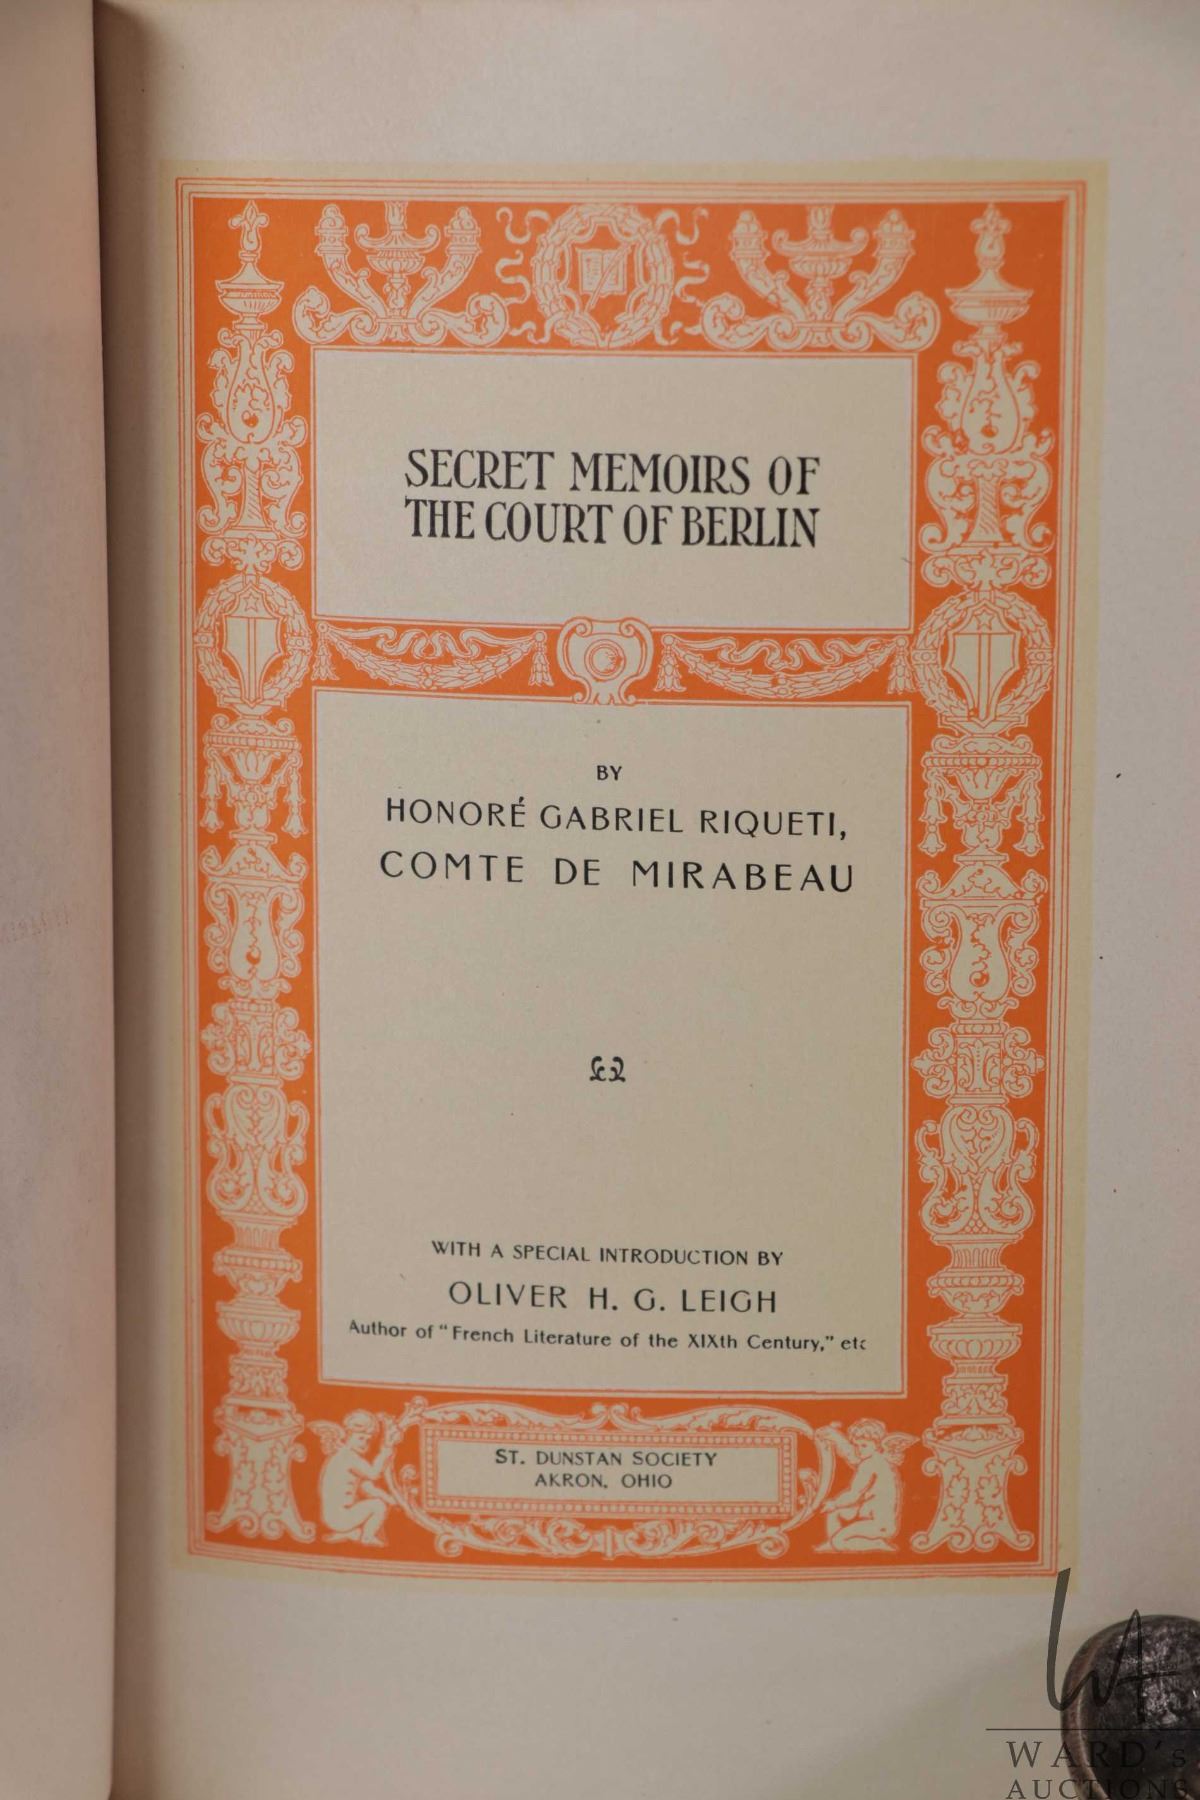 SECRET MEMOIRS OF
THE COURT OF BERLIN
BY
HONORÉ GABRIEL RIQUETI,
COMTE DE MIRABEAU
WITH A SPECIAL INTRODUCTION BY
OLIVER H. G. LEIGH
Author of "French Literature of the XIXth Century," etc
ST. DUNSTAN SOCIETY
AKRON, OHIO
WA
WARD's
AUCTIONS